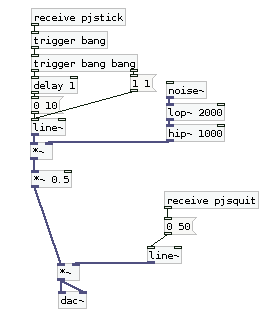 receive pjstick
trigger bang
trigger bang bang
delay 1
1 1
noise~
0 10
lop~ 2000
line~
hip~ 1000
*~
*~ 0.5
receive pjsquit
0 50
line~
*~
dac~